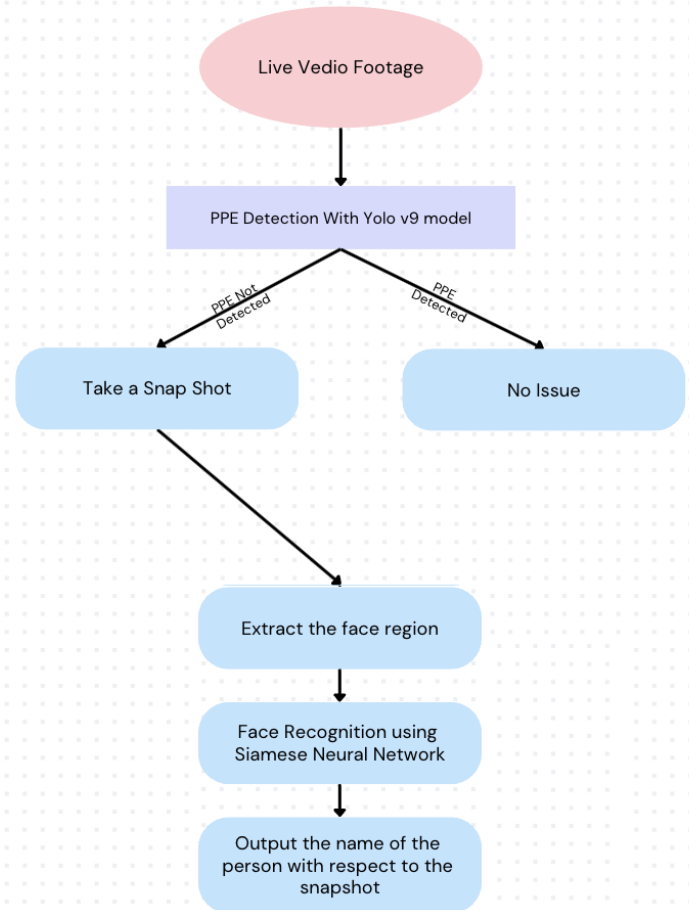 Live Vedio Footage
PPE Detection With Yolo v9 model
PPE Not
Detected
PPE
Detected
Take a Snap Shot
No Issue
Extract the face region
Face Recognition using
Siamese Neural Network
Output the name of the
person with respect to the
snapshot